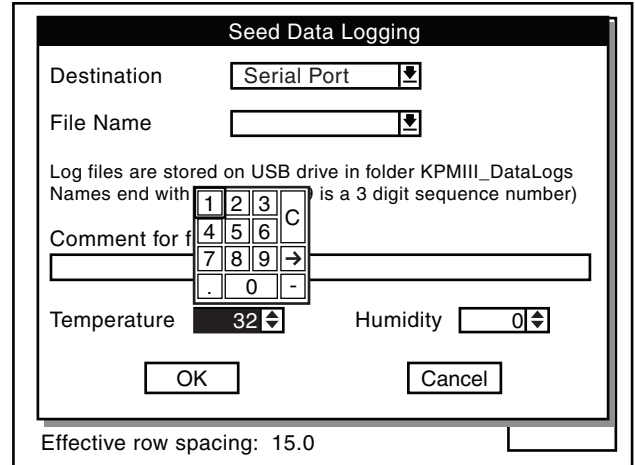 Seed Data Logging
Destination Serial Port
File Name
Log files are stored on USB drive in folder KPMIII_DataLogs
Names end with is a 3 digit sequence number)
1 2 3 C
4 5 6
Comment for f
7 8 9 →
. 0 -
Temperature 32 Humidity 0
OK Cancel
Effective row spacing: 15.0